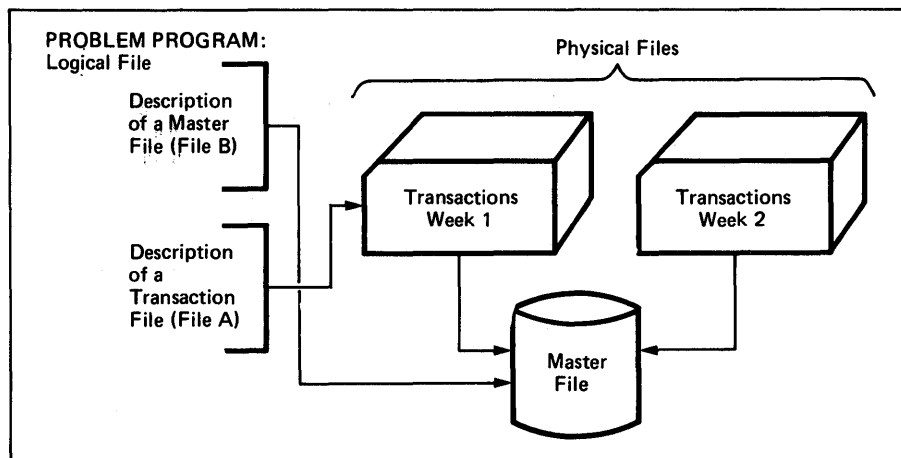 PROBLEM PROGRAM:
Logical File
Description
of a Master
File (File B)
Description
of a
Transaction
File (File A)
Physical Files
Transactions
Week 1
Transactions
Week 2
Master
File